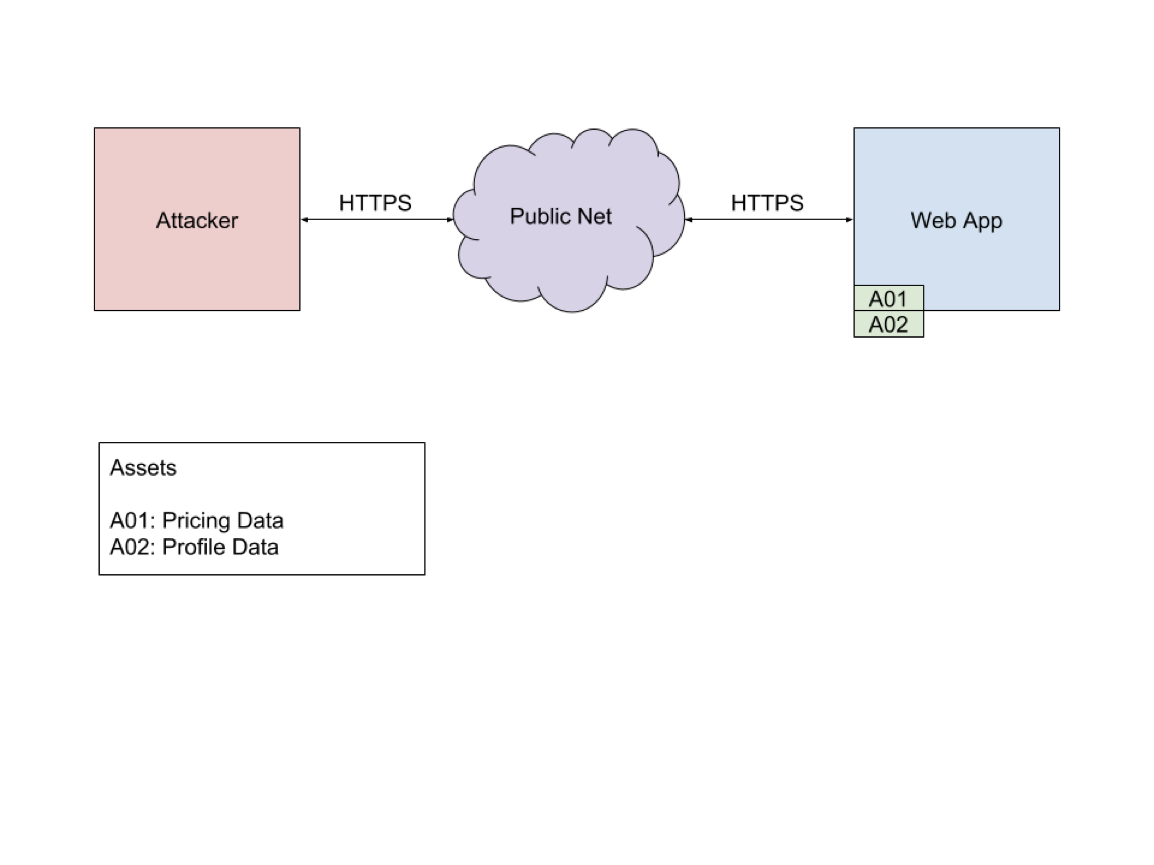 HTTPS
HTTPS
Attacker
Public Net
Web App
A01
A02
Assets
A01: Pricing Data
A02: Profile Data